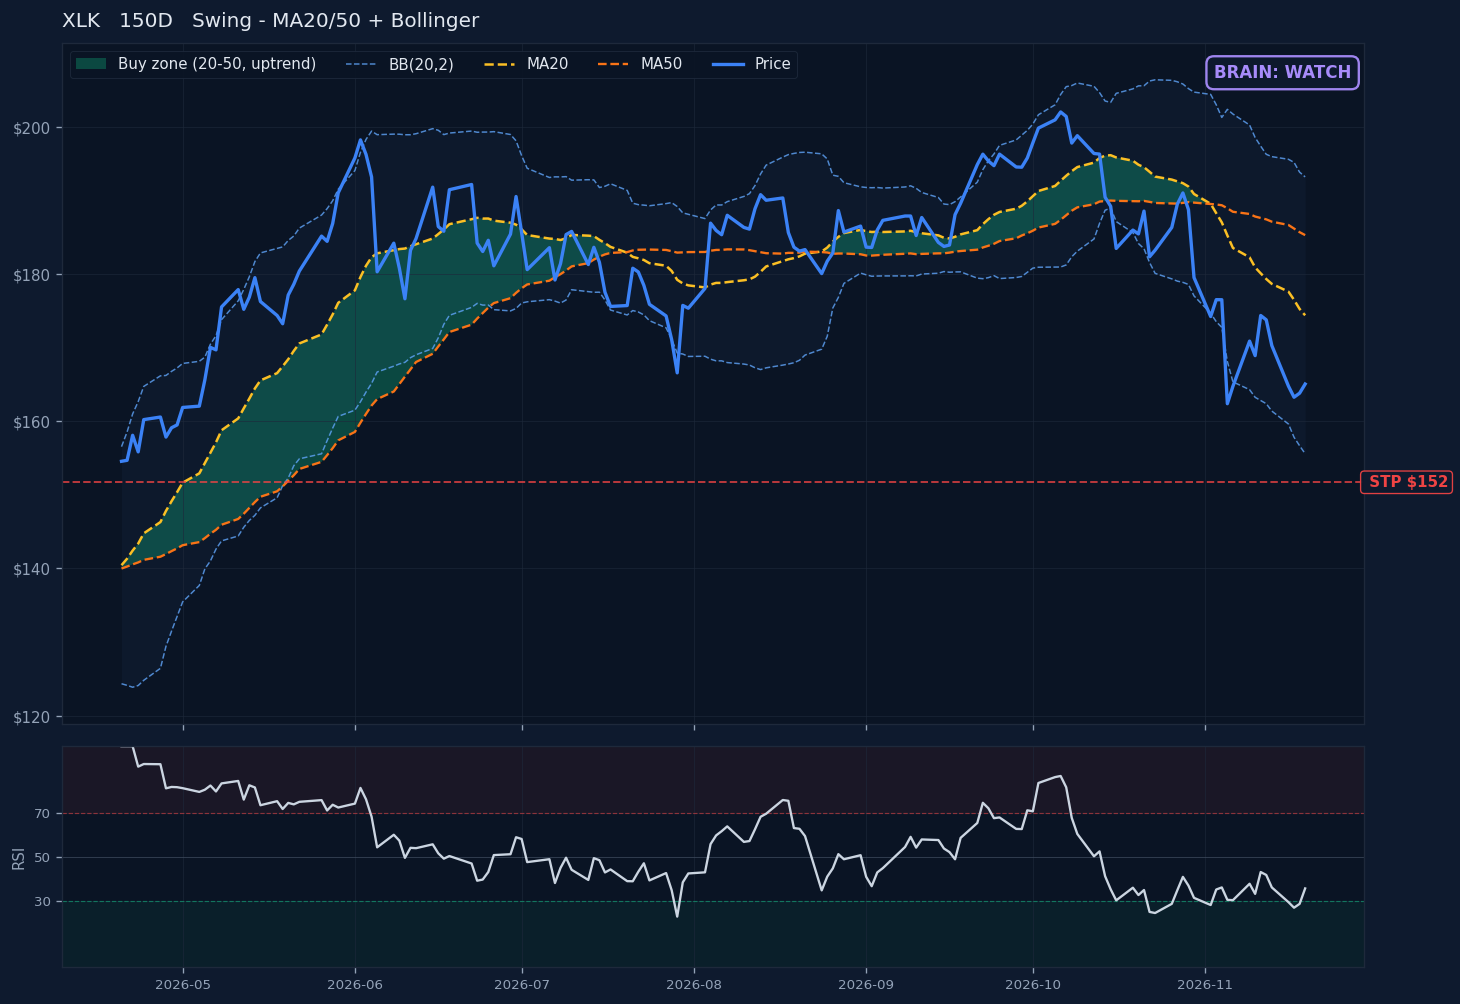 XLK 150D Swing - MA20/50 + Bollinger
Buy zone (20-50, uptrend) BB(20,2) MA20 MA50 Price
BRAIN: WATCH
$200
$180
$160
STP $152
$140
$120
70
50
30
RSI
2026-05 2026-06 2026-07 2026-08 2026-09 2026-10 2026-11